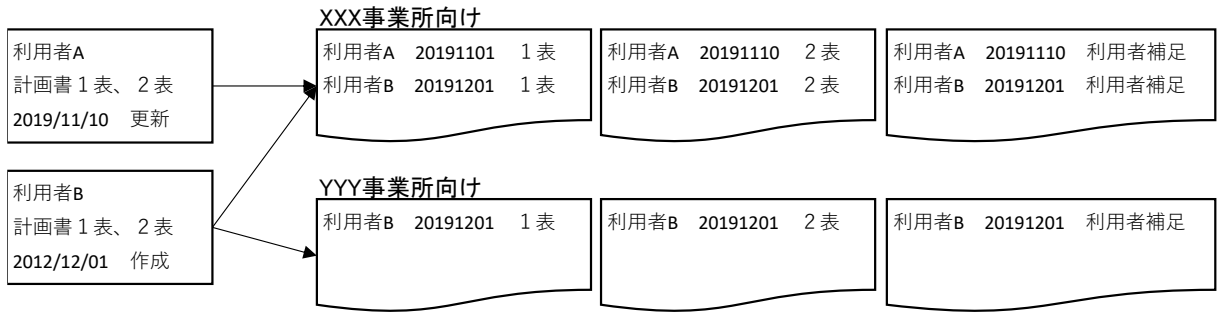 利用者A
計画書１表、２表
2019/11/10　更新
利用者B
計画書１表、２表
2012/12/01　作成
XXX事業所向け
利用者A　20191101　１表
利用者B　20191201　１表
利用者A　20191110　２表
利用者B　20191201　２表
利用者A　20191110　利用者補足
利用者B　20191201　利用者補足
YYY事業所向け
利用者B　20191201　１表
利用者B　20191201　２表
利用者B　20191201　利用者補足